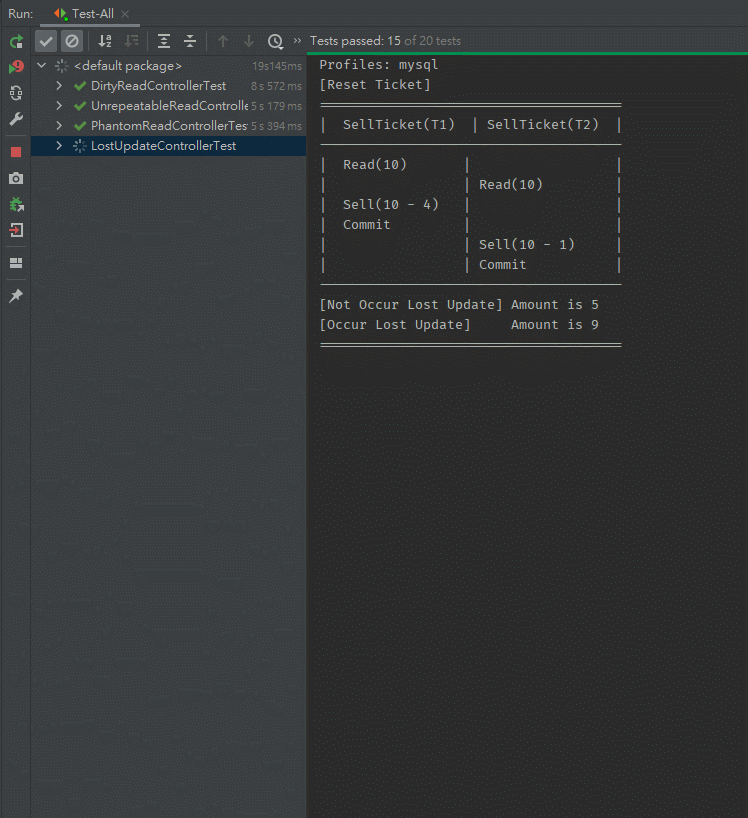 Run: Test-All
Tests passed: 15 of 20 tests
<default package> 19s145ms
DirtyReadControllerTest 8 s 572 ms
UnrepeatableReadControlle 5 s 179 ms
PhantomReadControllerTes 5 s 394 ms
LostUpdateControllerTest
Profiles: mysql
[Reset Ticket]
| SellTicket(T1) | SellTicket(T2) |
| Read(10) | |
| | Read(10) |
| Sell(10 - 4) | |
| Commit | |
| | Sell(10 - 1) |
| | Commit |
[Not Occur Lost Update] Amount is 5
[Occur Lost Update] Amount is 9